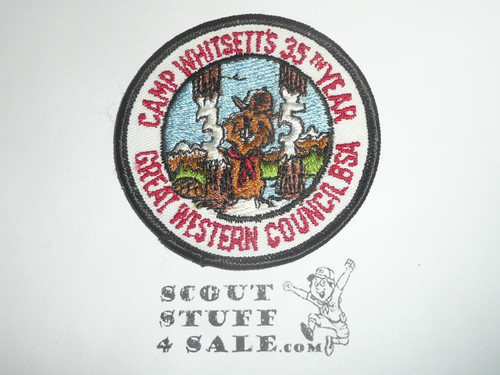 CAMP WHITSETT'S 35TH YEAR
35
GREAT WESTERN COUNCIL BSA
SCOUT
STUFF
4 SALE.COM